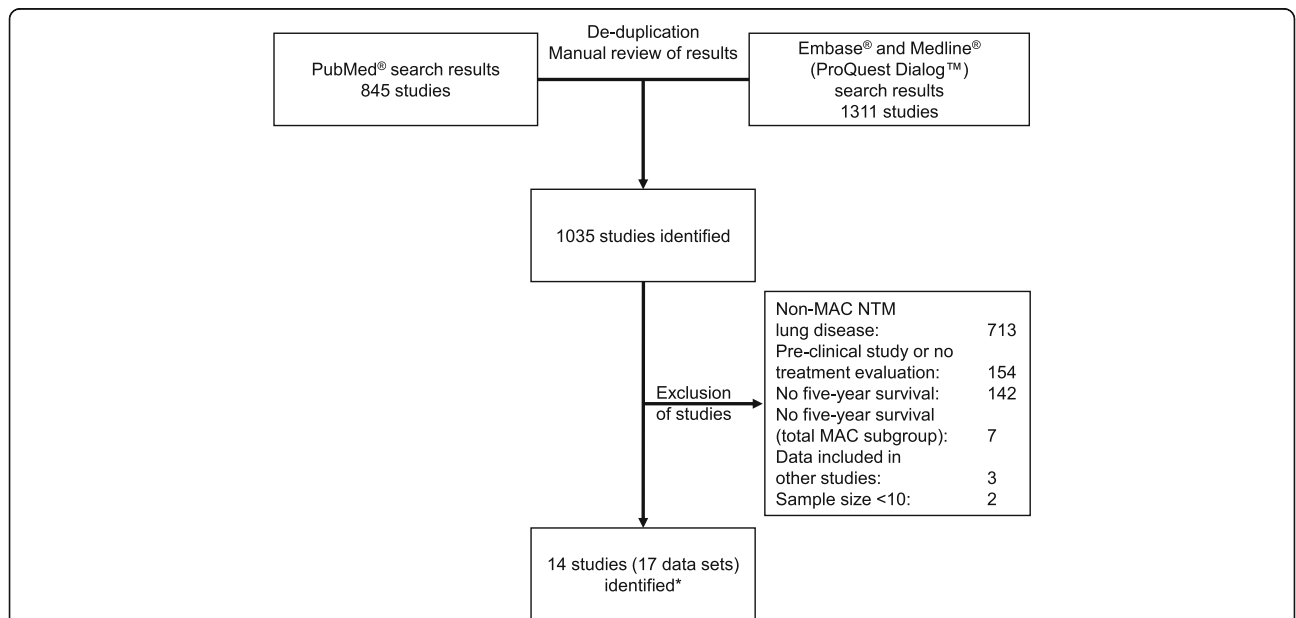 De-duplication
Manual review of results
PubMed® search results
845 studies
Embase® and Medline®
(ProQuest Dialog™)
search results
1311 studies
1035 studies identified
Exclusion
of studies
Non-MAC NTM
lung disease: 713
Pre-clinical study or no
treatment evaluation: 154
No five-year survival: 142
No five-year survival
(total MAC subgroup): 7
Data included in
other studies: 3
Sample size <10: 2
14 studies (17 data sets)
identified*